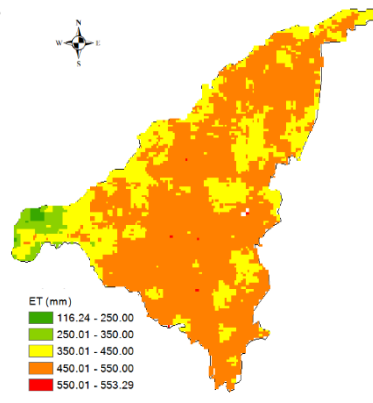 N
W E
S
ET (mm)
116.24 - 250.00
250.01 - 350.00
350.01 - 450.00
450.01 - 550.00
550.01 - 553.29